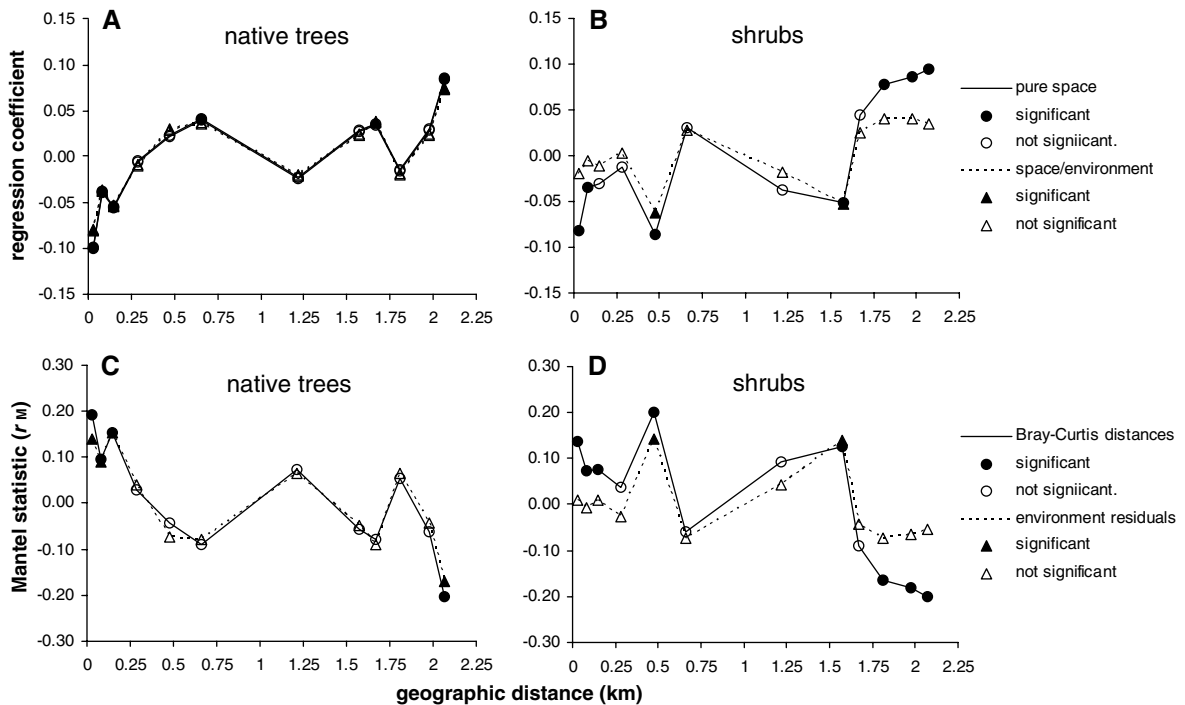 A
native trees
regression coefficient
0.15
0.10
0.05
0.00
-0.05
-0.10
-0.15
0 0.25 0.5 0.75 1 1.25 1.5 1.75 2 2.25
B
shrubs
0.15
0.10
0.05
0.00
-0.05
-0.10
-0.15
0 0.25 0.5 0.75 1 1.25 1.5 1.75 2 2.25
pure space
significant
not signiicant.
space/environment
significant
not significant
C
native trees
Mantel statistic (r M)
0.30
0.20
0.10
0.00
-0.10
-0.20
-0.30
0 0.25 0.5 0.75 1 1.25 1.5 1.75 2 2.25
D
shrubs
0.30
0.20
0.10
0.00
-0.10
-0.20
-0.30
0 0.25 0.5 0.75 1 1.25 1.5 1.75 2 2.25
Bray-Curtis distances
significant
not signiicant.
environment residuals
significant
not significant
geographic distance (km)